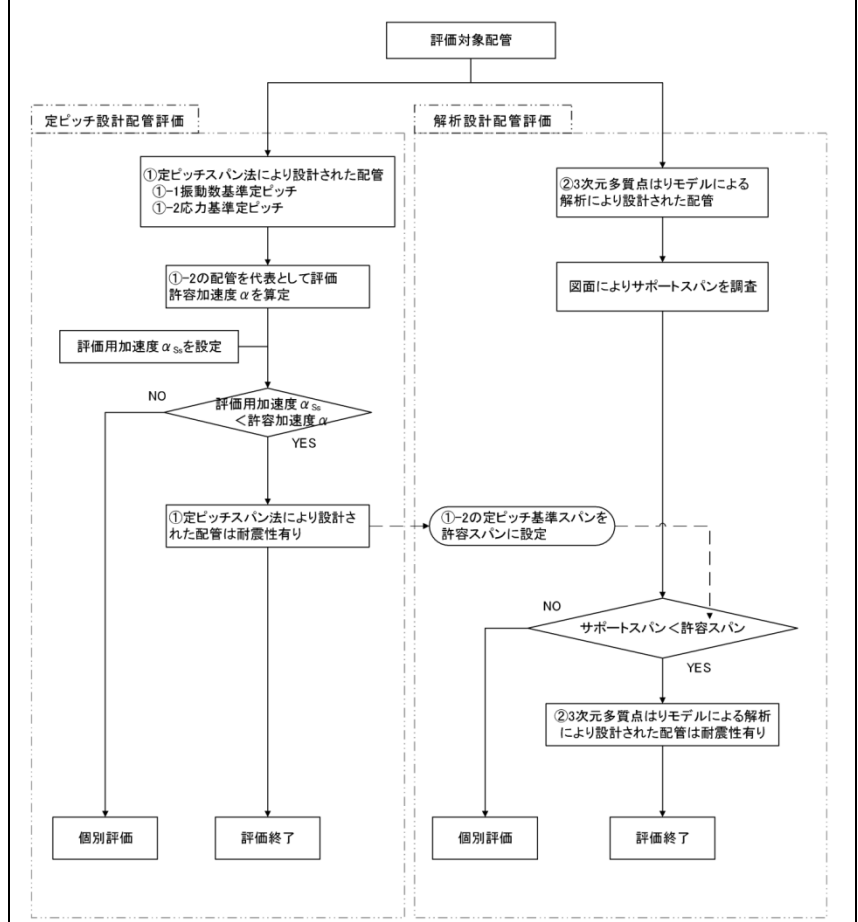 評価対象配管
定ピッチ設計配管評価
①定ピッチスパン法により設計された配管
①-1振動数基準定ピッチ
①-2応力基準定ピッチ
①-2の配管を代表として評価
許容加速度αを算定
評価用加速度αSsを設定
評価用加速度αSs
＜許容加速度α
NO
YES
①定ピッチスパン法により設計さ
れた配管は耐震性有り
個別評価
評価終了
解析設計配管評価
②3次元多質点はりモデルによる
解析により設計された配管
図面によりサポートスパンを調査
①-2の定ピッチ基準スパンを
許容スパンに設定
サポートスパン＜許容スパン
NO
YES
②3次元多質点はりモデルによる解析
により設計された配管は耐震性有り
個別評価
評価終了